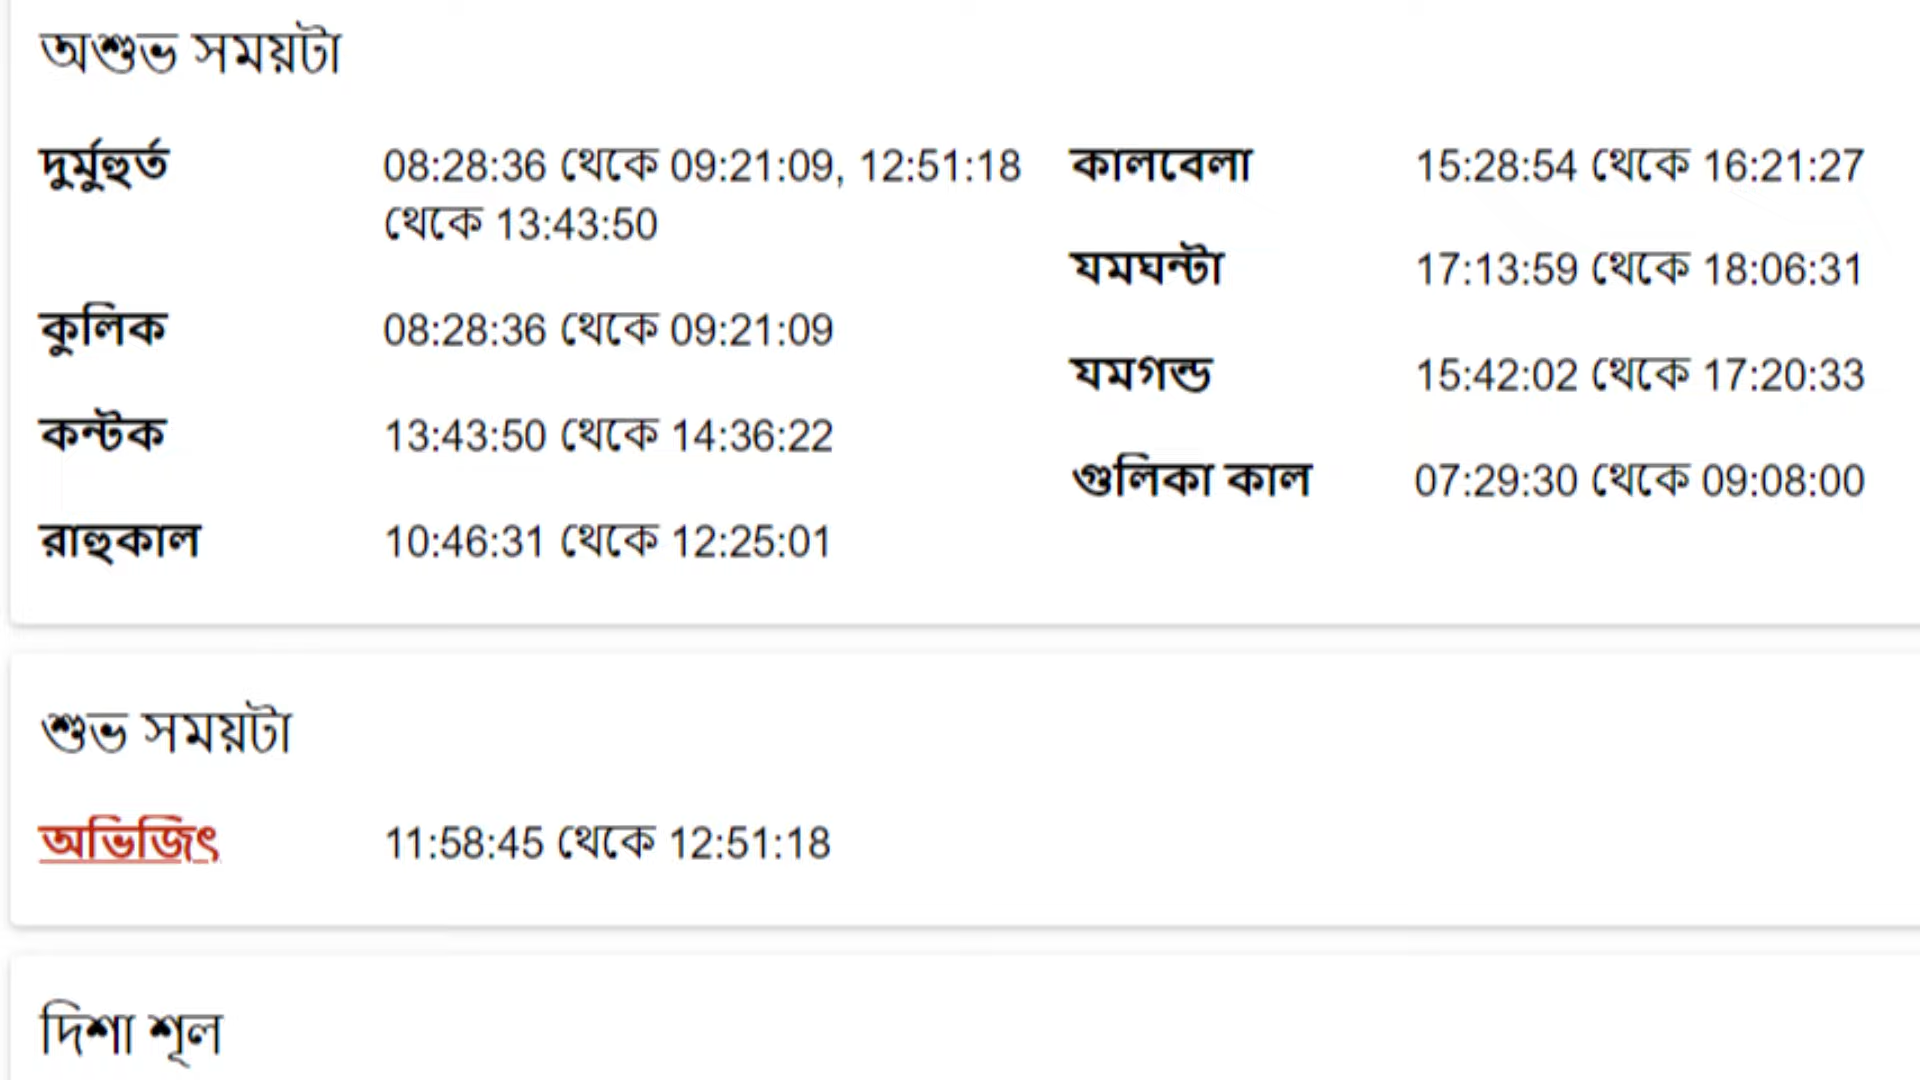 অশুভ সময়টা
দুর্মুহুর্ত 08:28:36 থেকে 09:21:09, 12:51:18
থেকে 13:43:50
কুলিক 08:28:36 থেকে 09:21:09
কন্টক 13:43:50 থেকে 14:36:22
রাহুকাল 10:46:31 থেকে 12:25:01
কালবেলা 15:28:54 থেকে 16:21:27
যমঘন্টা 17:13:59 থেকে 18:06:31
যমগন্ড 15:42:02 থেকে 17:20:33
গুলিকা কাল 07:29:30 থেকে 09:08:00
শুভ সময়টা
অভিজিৎ 11:58:45 থেকে 12:51:18
দিশা শূল